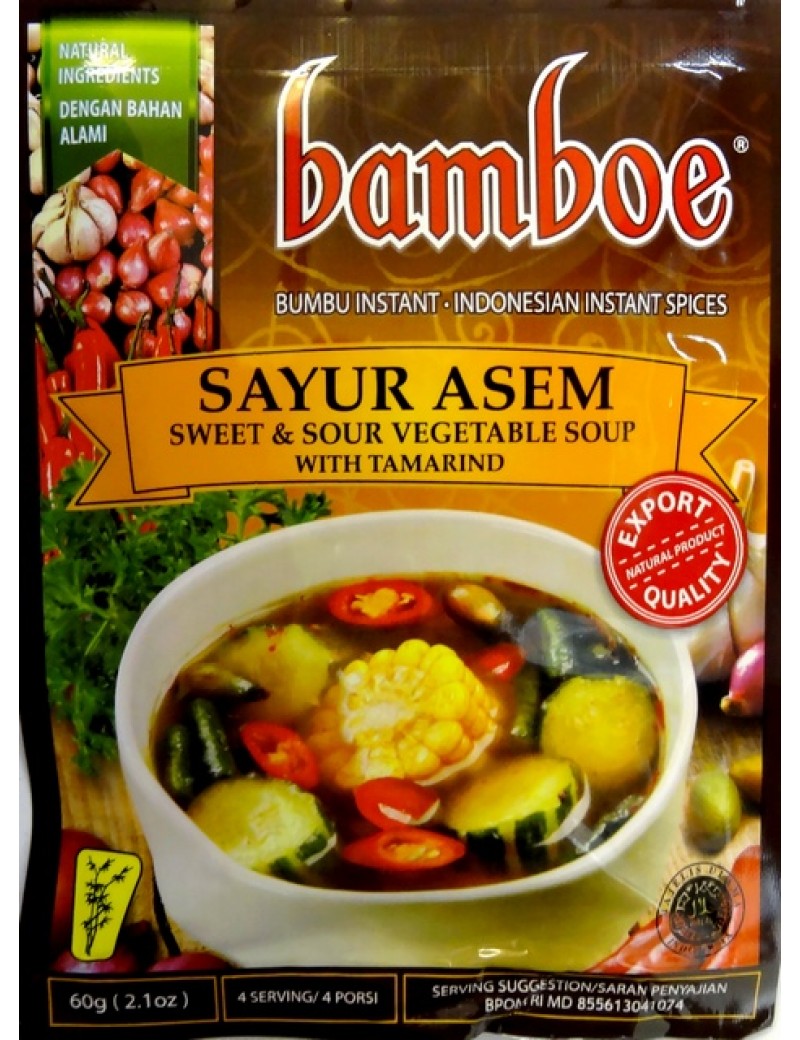 NATURAL
INGREDIENTS
DENGAN BAHAN
ALAMI
bamboe®
BUMBU INSTANT · INDONESIAN INSTANT SPICES
SAYUR ASEM
SWEET & SOUR VEGETABLE SOUP
WITH TAMARIND
EXPORT
NATURAL PRODUCT
QUALITY
60g ( 2.1oz )
4 SERVING/ 4 PORSI
SERVING SUGGESTION/SARAN PENYAJIAN
BPOM RI MD 855613041074